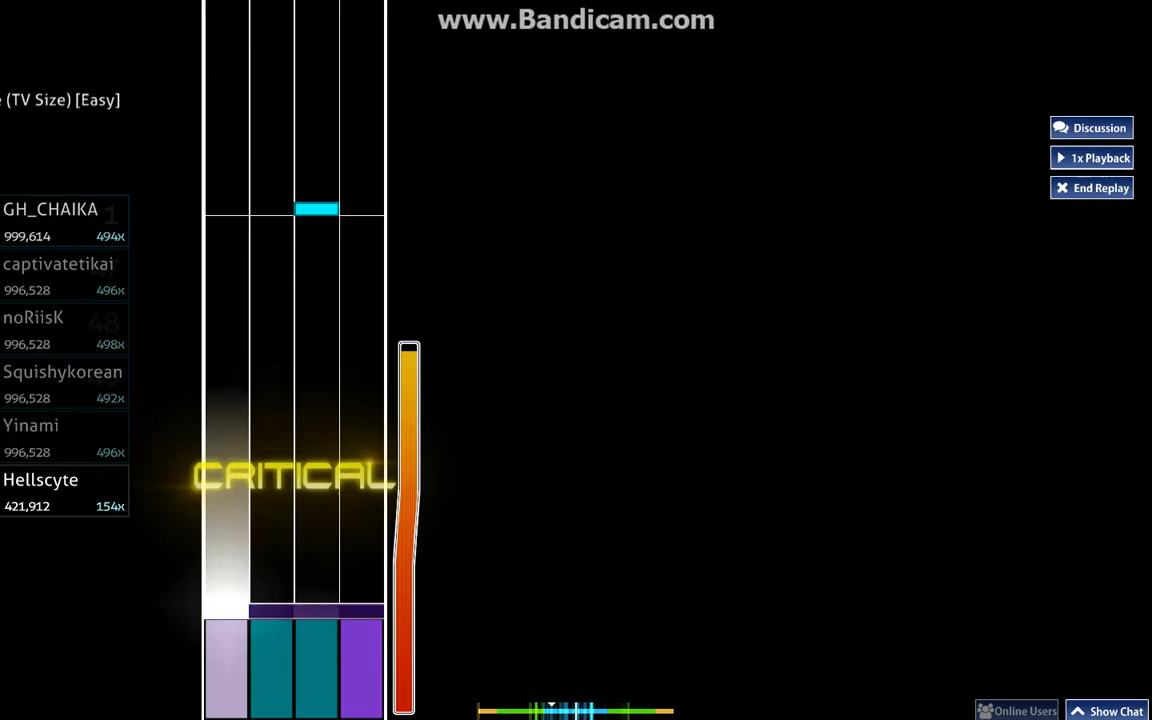 www.Bandicam.com
(TV Size) [Easy]
Discussion
1x Playback
End Replay
GH_CHAIKA 1
999,614 494x
captivatetikai
996,528 496x
noRiisK 48
996,528 498x
Squishykorean
996,528 492x
Yinami
996,528 496x
Hellscyte
421,912 154x
CRITICAL
Online Users
Show Chat